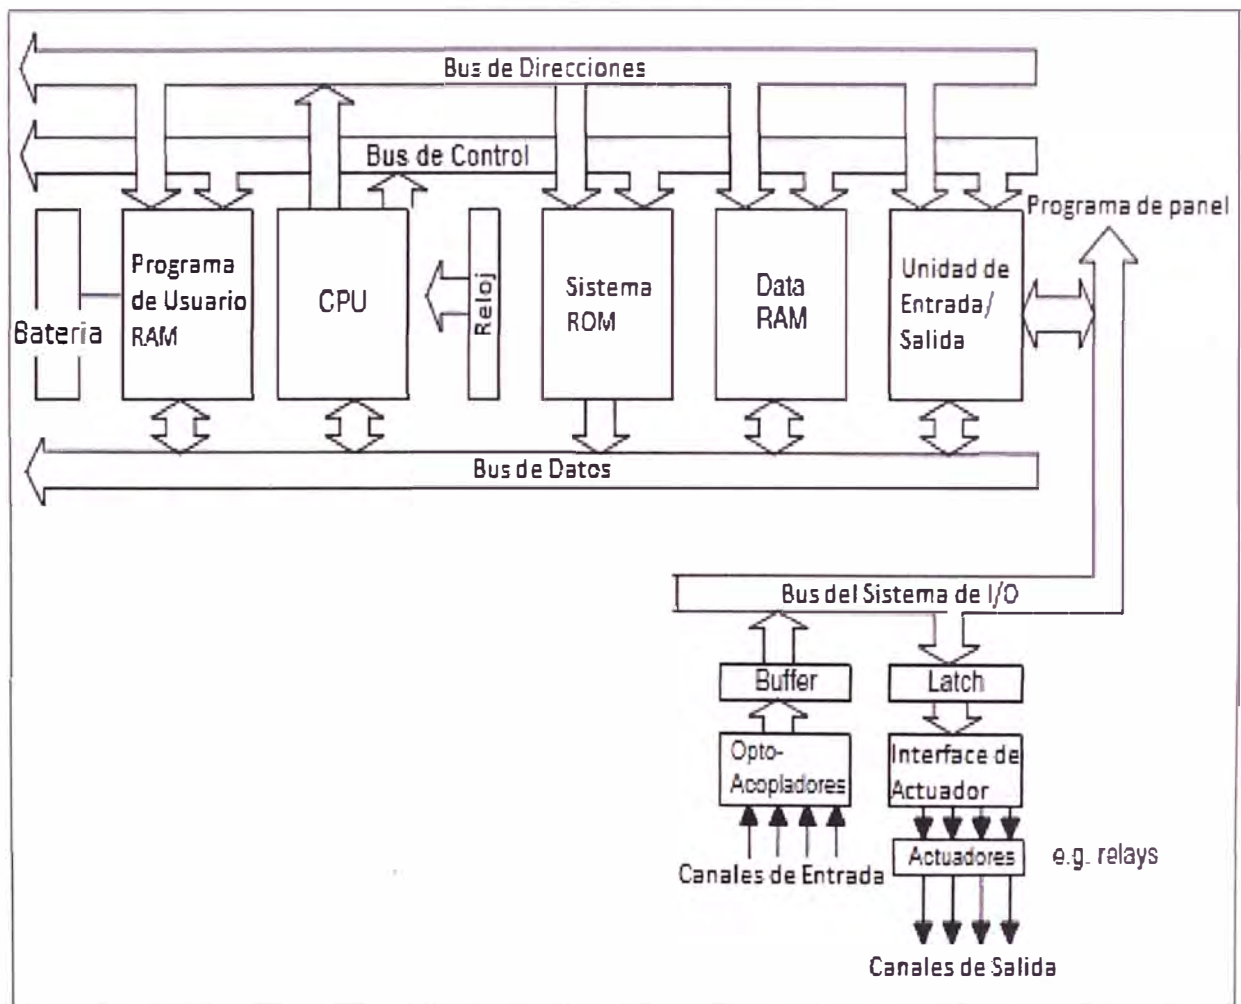 Bus de Direcciones
Bus de Control
Programa de panel
Bateria
Programa
de Usuario
RAM
CPU
Reloj
Sistema
ROM
Data
RAM
Unidad de
Entrada/
Salida
Bus de Datos
Bus del Sistema de I/O
Buffer
Latch
Opto-
Acopladores
Interface de
Actuador
Canales de Entrada
Actuadores
e.g. relays
Canales de Salida